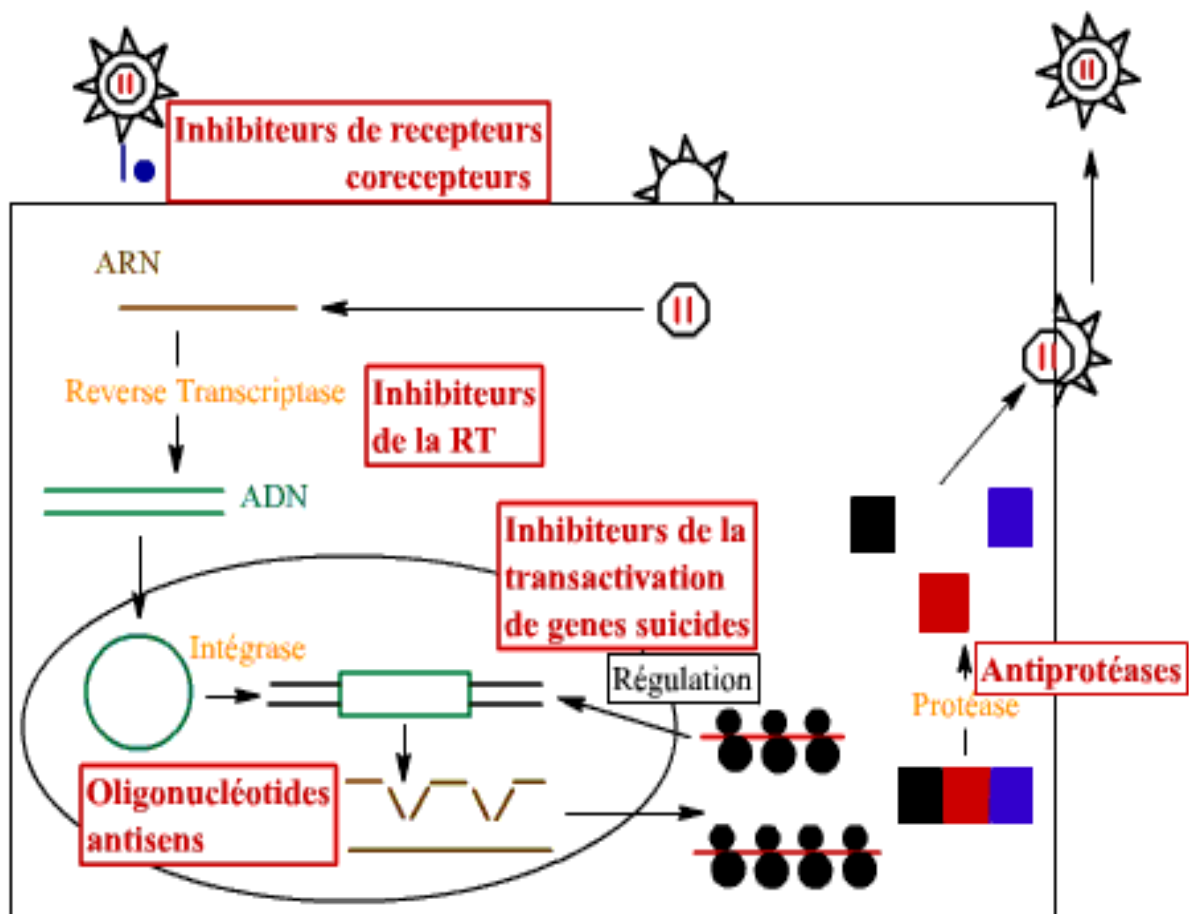 Inhibiteurs de recepteurs
corecepteurs
ARN
Reverse Transcriptase
Inhibiteurs
de la RT
ADN
Inhibiteurs de la
transactivation
de genes suicides
Régulation
Intégrase
Antiprotéases
Protéase
Oligonucléotides
antisens